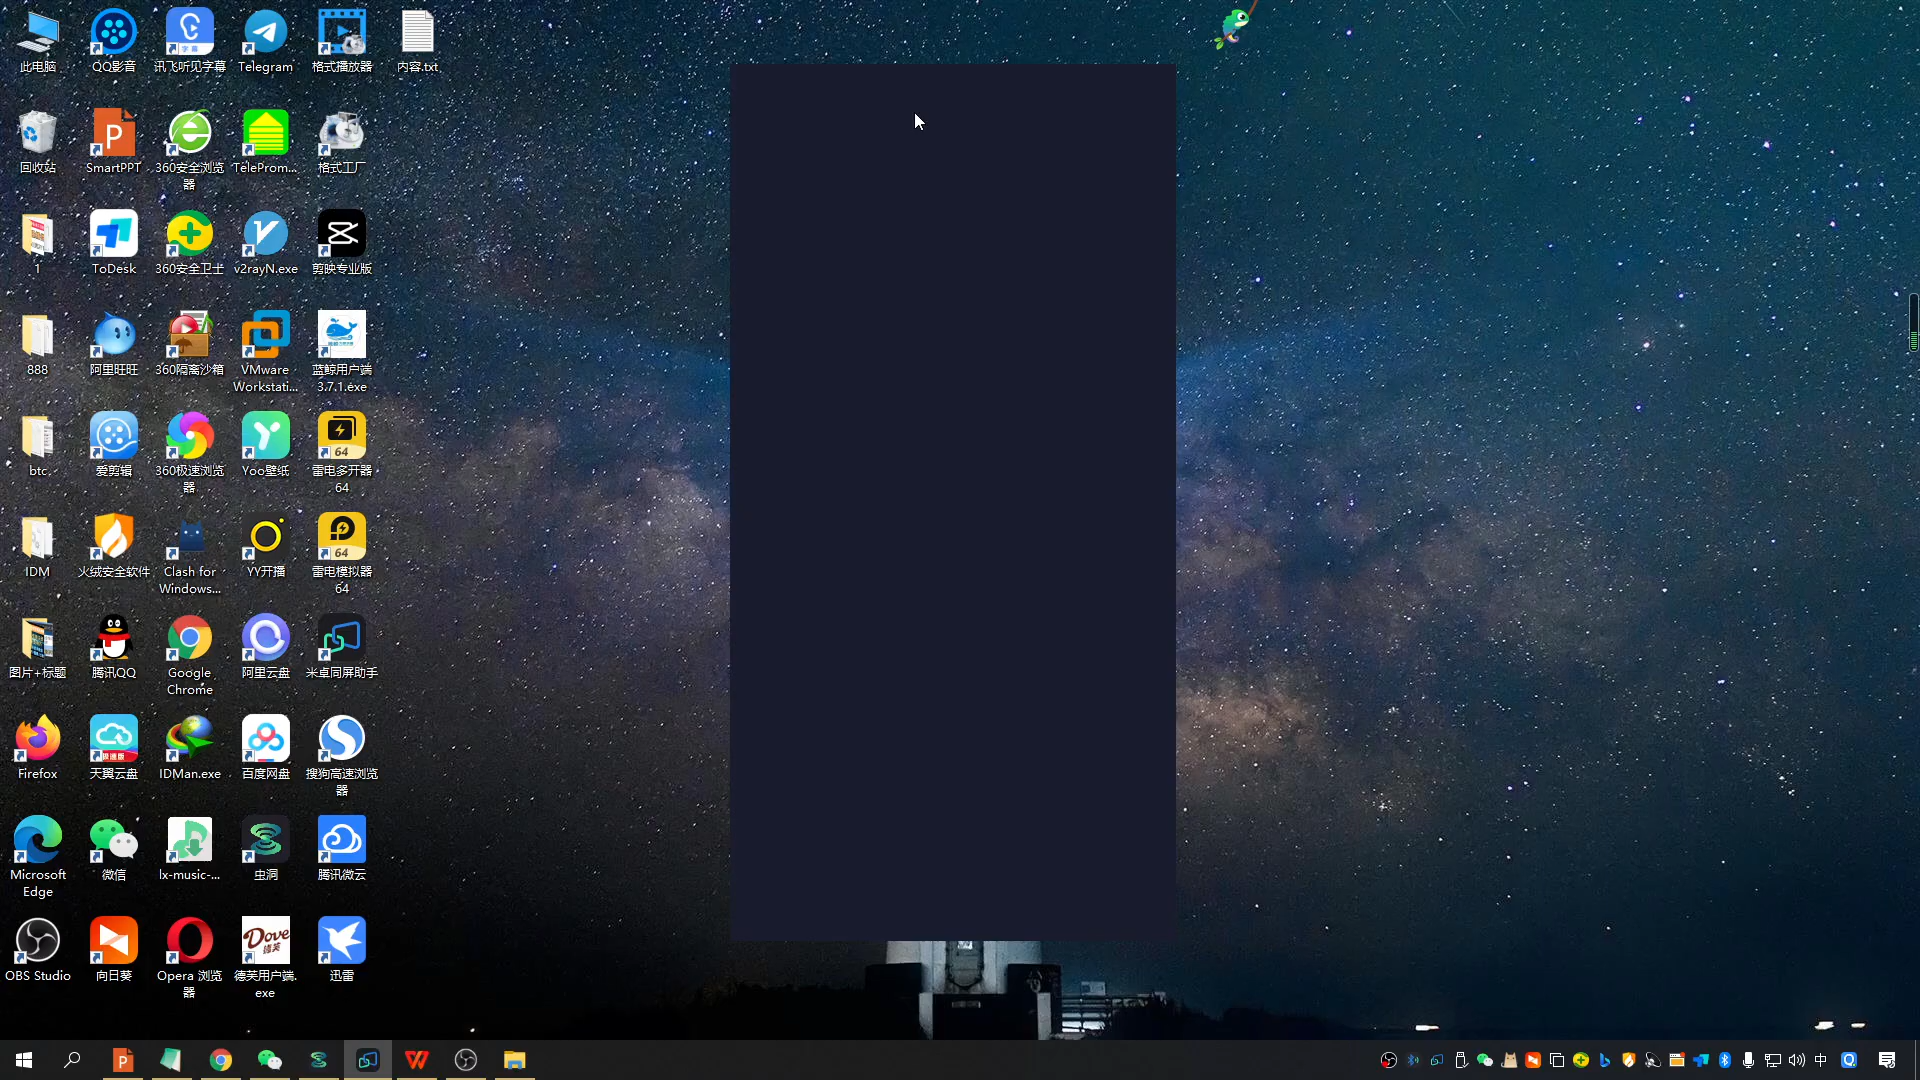 此电脑
QQ影音
讯飞听见字幕
Telegram
格式播放器
内容.txt
回收站
SmartPPT
360安全浏览器
TeleProm...
格式工厂
1
ToDesk
360安全卫士
v2rayN.exe
剪映专业版
888
阿里旺旺
360隔离沙箱
VMware
Workstati...
蓝鲸用户端
3.7.1.exe
btc
爱剪辑
360极速浏览器
Yoo壁纸
雷电多开器
64
IDM
火绒安全软件
Clash for
Windows...
YY开播
雷电模拟器
64
图片+标题
腾讯QQ
Google
Chrome
阿里云盘
米卓同屏助手
Firefox
天翼云盘
IDMan.exe
百度网盘
搜狗高速浏览器
Microsoft
Edge
微信
lx-music-...
虫洞
腾讯微云
OBS Studio
向日葵
Opera 浏览器
德芙用户端.
exe
迅雷
中